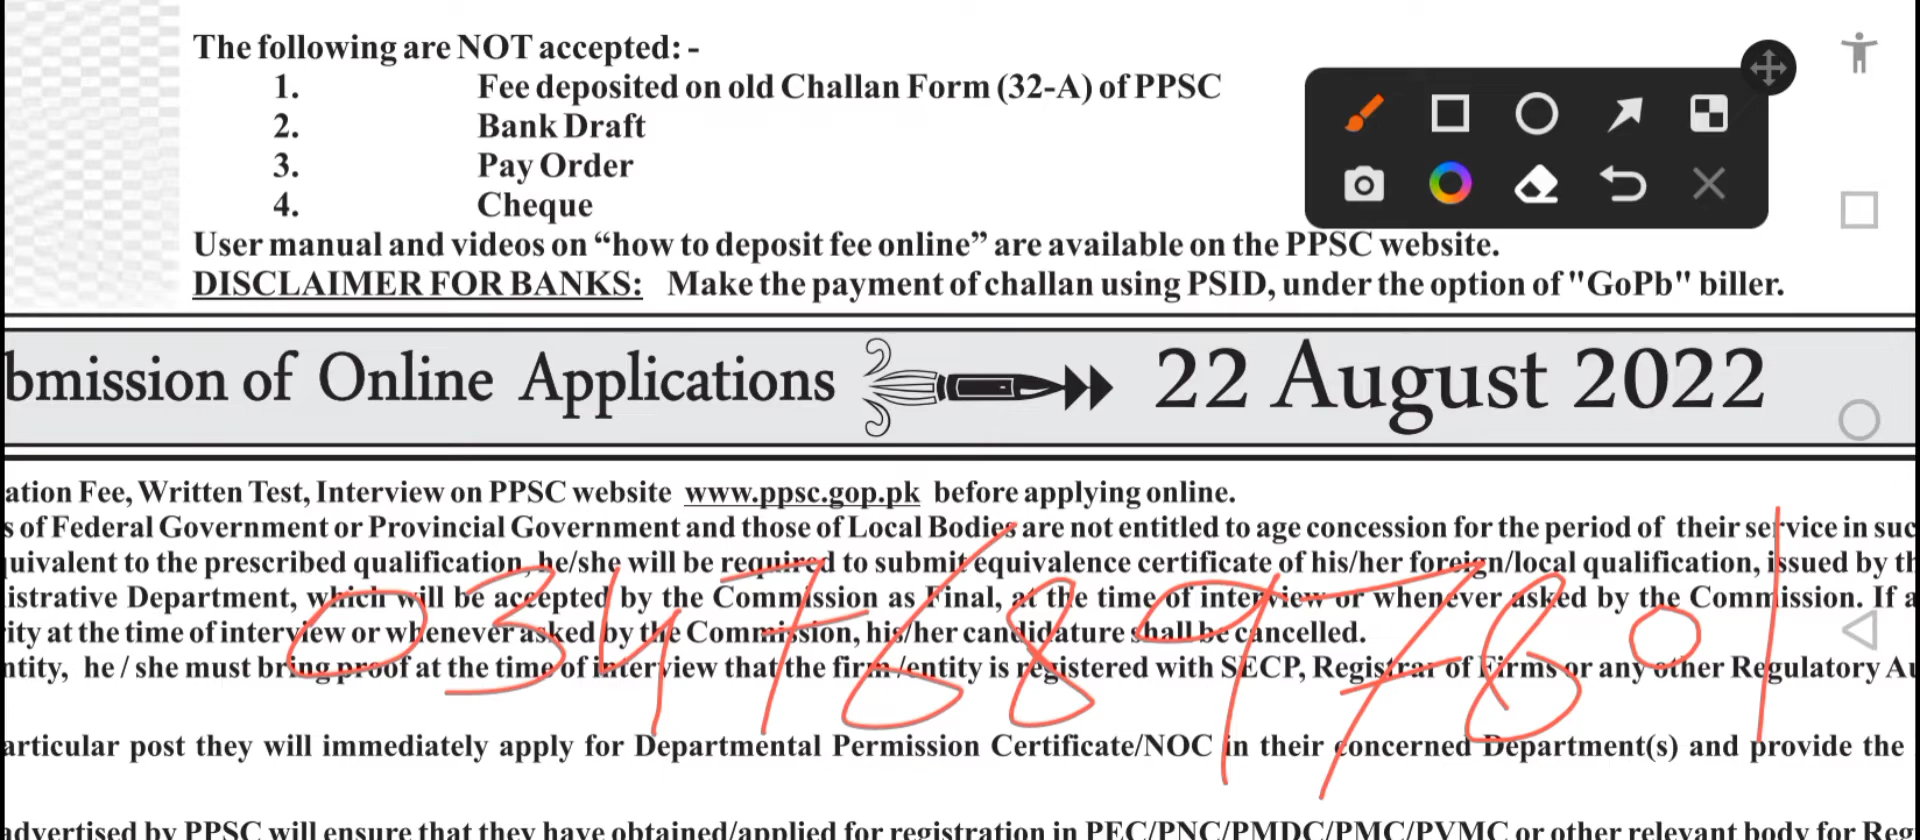 The following are NOT accepted: -
1. Fee deposited on old Challan Form (32-A) of PPSC
2. Bank Draft
3. Pay Order
4. Cheque
User manual and videos on “how to deposit fee online” are available on the PPSC website.
DISCLAIMER FOR BANKS: Make the payment of challan using PSID, under the option of "GoPb" biller.
bmission of Online Applications 22 August 2022
ation Fee, Written Test, Interview on PPSC website www.ppsc.gop.pk before applying online.
s of Federal Government or Provincial Government and those of Local Bodies are not entitled to age concession for the period of their service in suc
quivalent to the prescribed qualification, he/she will be required to submit equivalence certificate of his/her foreign/local qualification, issued by th
istrative Department, which will be accepted by the Commission as Final, at the time of interview or whenever asked by the Commission. If a
ity at the time of interview or whenever asked by the Commission, his/her candidature shall be cancelled.
ntity, he / she must bring proof at the time of interview that the firm /entity is registered with SECP, Registrar of Firms or any other Regulatory Au
03476897801
articular post they will immediately apply for Departmental Permission Certificate/NOC in their concerned Department(s) and provide the
advertised by PPSC will ensure that they have obtained/applied for registration in PEC/PNC/PMDC/PMC/PVMC or other relevant body for Reg